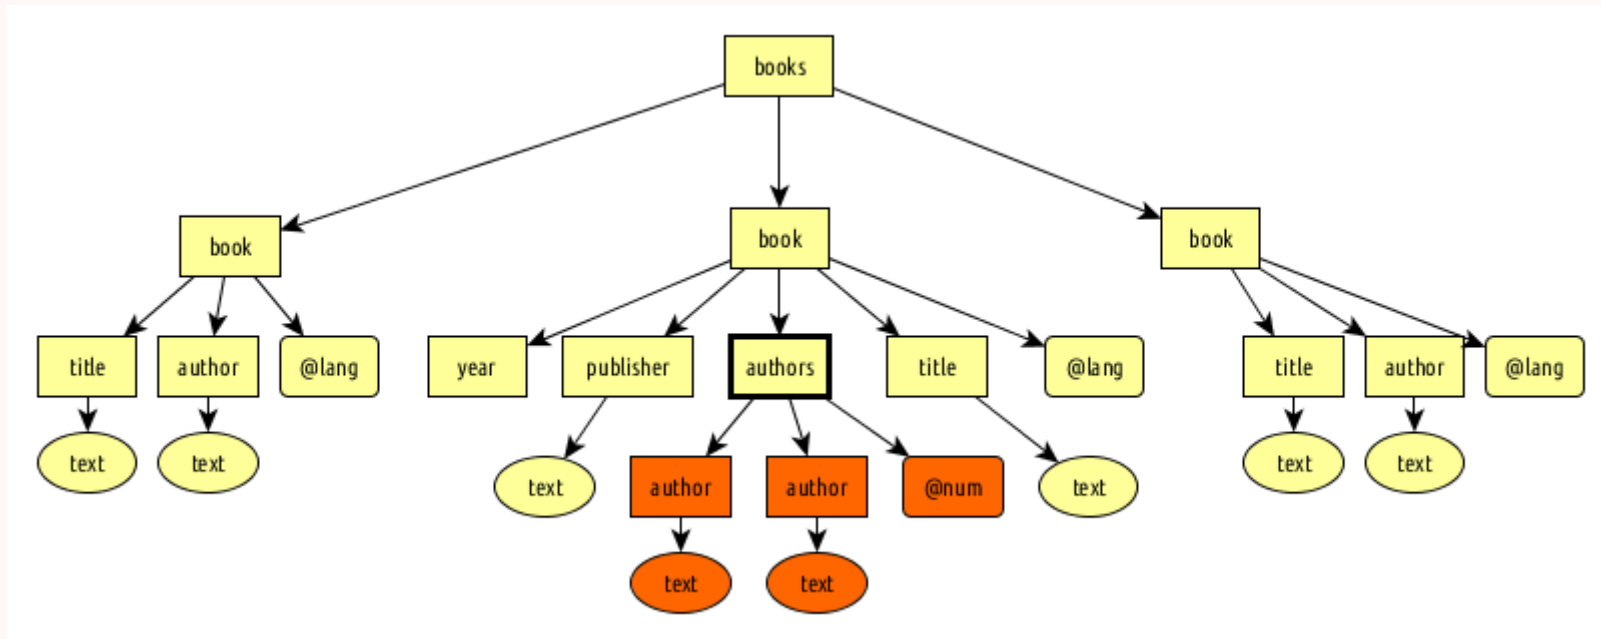 books
book
book
book
title
author
@lang
year
publisher
authors
title
@lang
title
author
@lang
text
text
text
author
author
@num
text
text
text
text
text